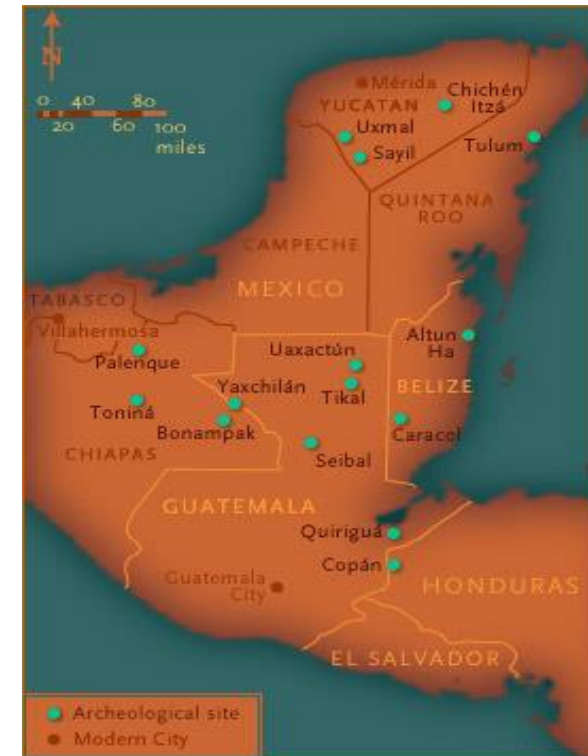 N
0 40 80
20 60 100
miles
Mérida
Chichén
Itzá
YUCATAN
Uxmal
Sayil
Tulum
QUINTANA
ROO
CAMPECHE
MEXICO
TABASCO
Villahermosa
Palenque
Uaxactún
Altun
Ha
Yaxchilán
Tikal
BELIZE
Toniná
Bonampak
Caracol
Seibal
CHIAPAS
GUATEMALA
Quiriguá
Copán
Guatemala
City
HONDURAS
EL SALVADOR
Archeological site
Modern City